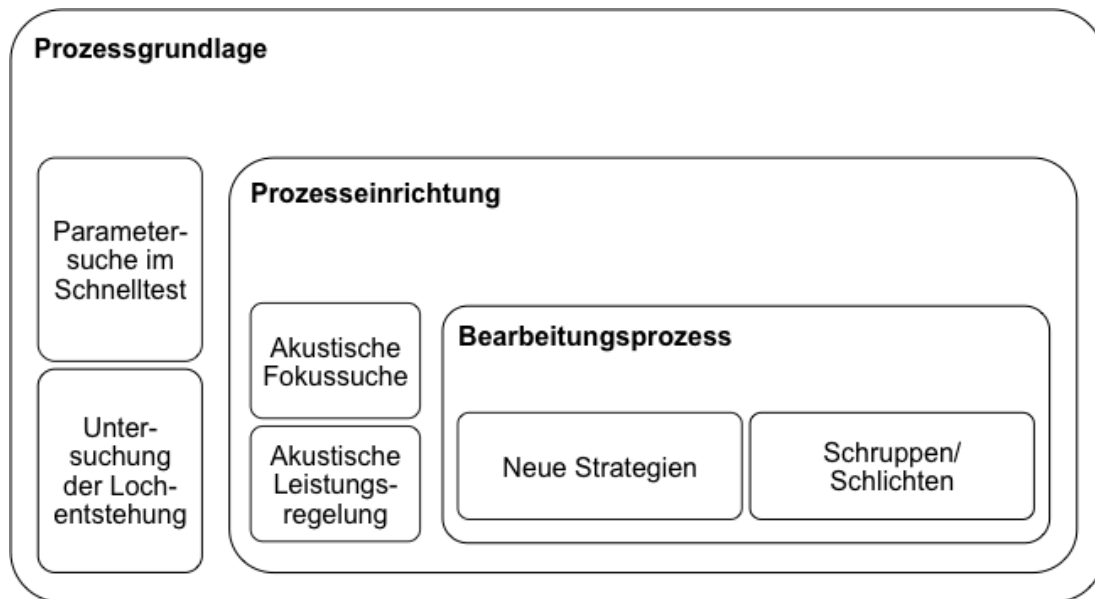 Prozessgrundlage
Parameter-
suche im
Schnelltest
Unter-
suchung
der Loch-
entstehung
Prozesseinrichtung
Akustische
Fokussuche
Akustische
Leistungs-
regelung
Bearbeitungsprozess
Neue Strategien
Schruppen/
Schlichten